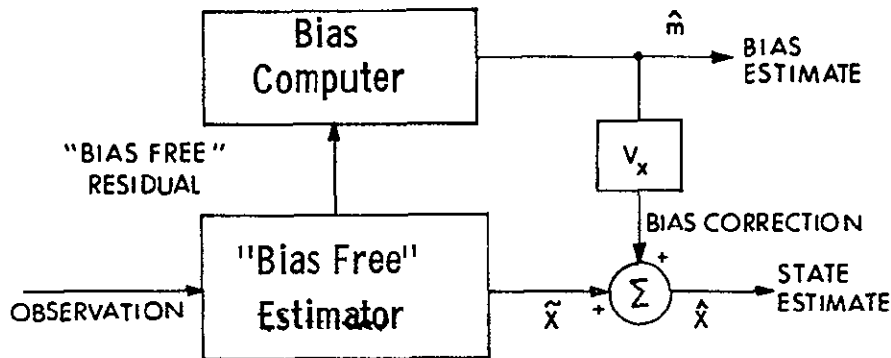 Bias
Computer
m̂
BIAS
ESTIMATE
"BIAS FREE"
RESIDUAL
Vx
BIAS CORRECTION
"Bias Free"
Estimator
OBSERVATION
x̃
+
+
Σ
x̂
STATE
ESTIMATE